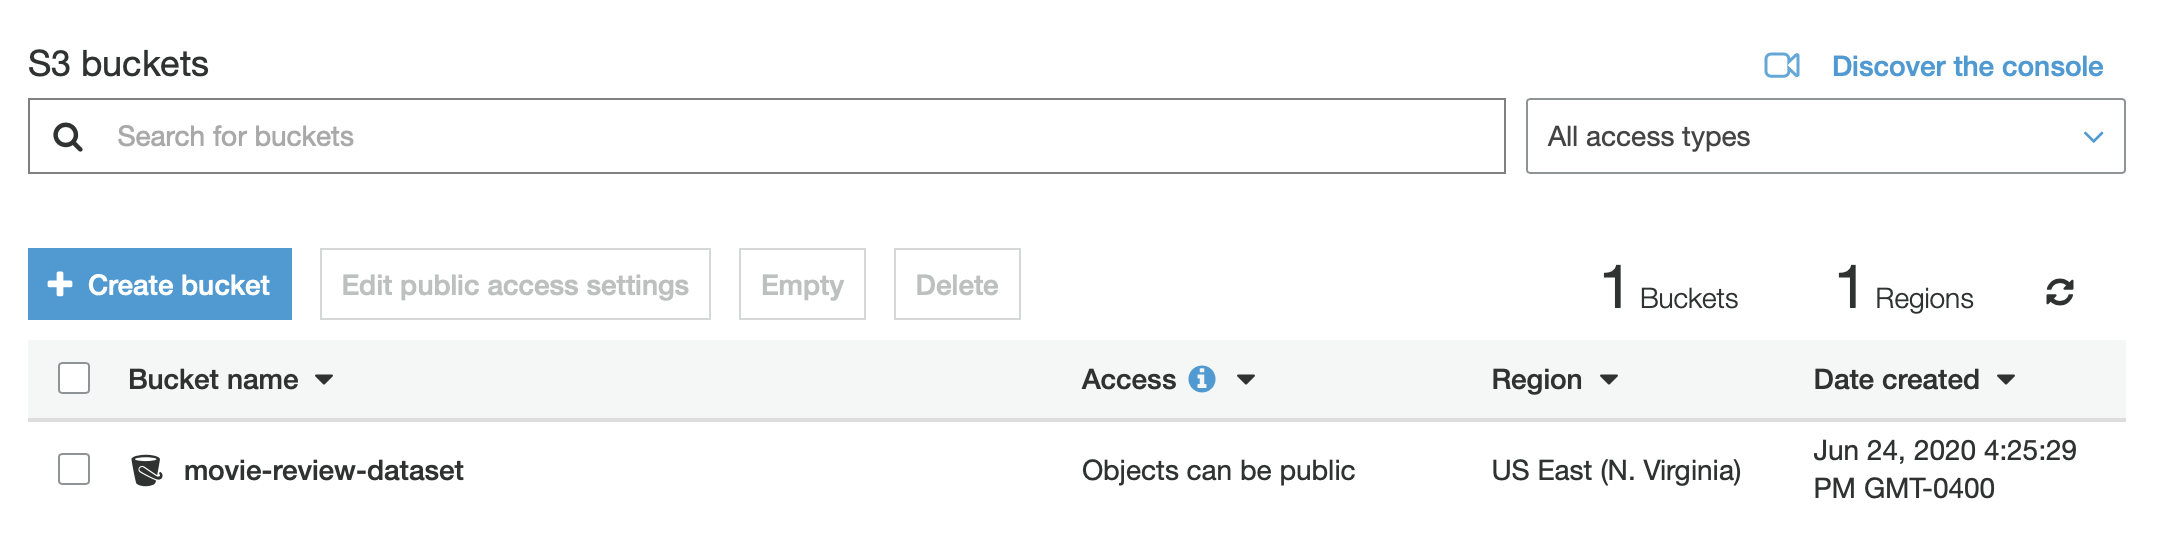 S3 buckets
Discover the console
Search for buckets
All access types
Create bucket
Edit public access settings
Empty
Delete
1 Buckets
1 Regions
Bucket name
Access
Region
Date created
movie-review-dataset
Objects can be public
US East (N. Virginia)
Jun 24, 2020 4:25:29
PM GMT-0400